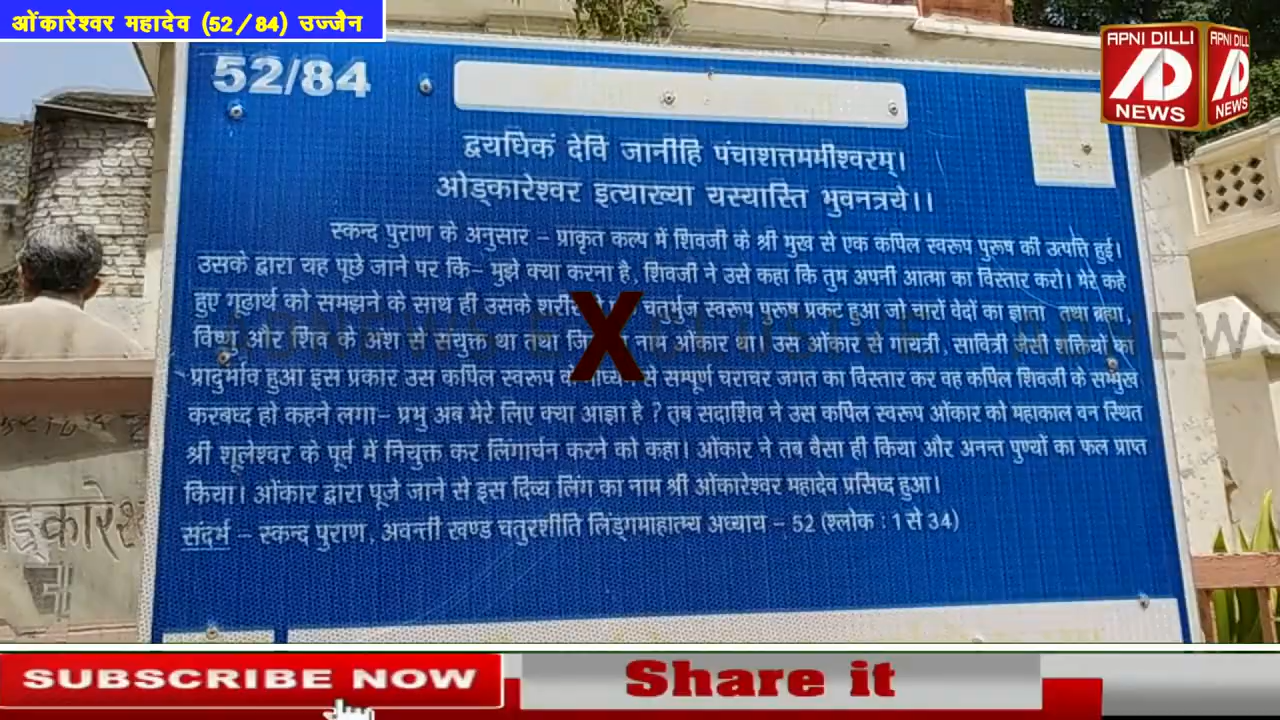 ओंकारेश्वर महादेव (52/84) उज्जैन
APNI DILLI
AD
NEWS
APNI DILLI
AD
NEWS
52/84
द्वयधिकं देवि जानीहि पंचाशत्तममीश्वरम्।
ओड्कारेश्वर इत्याख्या यस्यास्ति भुवनत्रये।।
स्कन्द पुराण के अनुसार – प्राकृत कल्प में शिवजी के श्री मुख से एक कपिल स्वरूप पुरूष की उत्पत्ति हुई।
उसके द्वारा यह पूछे जाने पर कि– मुझे क्या करना है, शिवजी ने उसे कहा कि तुम अपनी आत्मा का विस्तार करो। मेरे कहे
हुए गूढार्थ को समझने के साथ ही उसके चतुर्भुज स्वरूप पुरूष प्रकट हुआ जो चारों वेदों का ज्ञाता तथा ब्रह्मा,
विष्णु और शिव के अंश से संयुक्त था तथा नाम ओंकार था। उस ओंकार से गायत्री, सावित्री जैसी शक्तियों का
प्रादुर्भाव हुआ इस प्रकार उस कपिल स्वरूप से सम्पूर्ण चराचर जगत का विस्तार कर वह कपिल शिवजी के सम्मुख
करबध्द हो कहने लगा– प्रभु अब मेरे लिए क्या आज्ञा है ? तब सदाशिव ने उस कपिल स्वरूप ओंकार को महाकाल वन स्थित
श्री शूलेश्वर के पूर्व में नियुक्त कर लिंगार्चन करने को कहा। ओंकार ने तब वैसा ही किया और अनन्त पुण्यों का फल प्राप्त
किया। ओंकार द्वारा पूजे जाने से इस दिव्य लिंग का नाम श्री ओंकारेश्वर महादेव प्रसिध्द हुआ।
संदर्भ – स्कन्द पुराण, अवन्ती खण्ड चतुरशीति लिंड्गमाहात्म्य अध्याय – 52 (श्लोक : 1 से 34)
X
SUBSCRIBE NOW
Share it